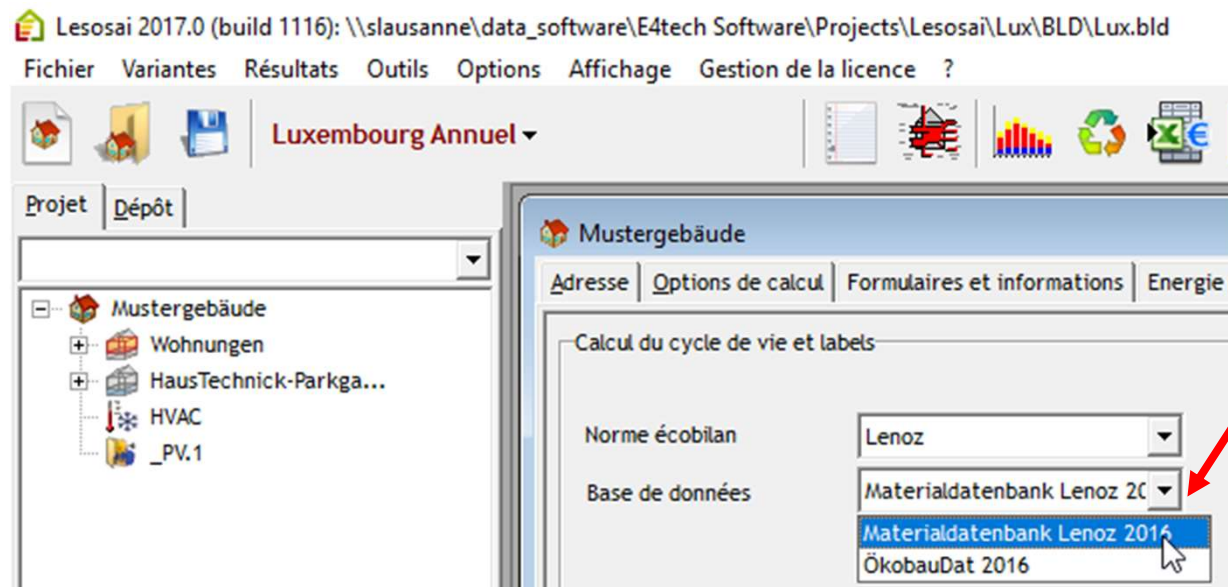 Lesosai 2017.0 (build 1116): \\slausanne\data_software\E4tech Software\Projects\Lesosai\Lux\BLD\Lux.bld
Fichier Variantes Résultats Outils Options Affichage Gestion de la licence ?
Luxembourg Annuel
Projet Dépôt
Mustergebäude
Wohnungen
HausTechnick-Parkga...
HVAC
_PV.1
Mustergebäude
Adresse Options de calcul Formulaires et informations Energie
Calcul du cycle de vie et labels
Norme écobilan Lenoz
Base de données Materialdatenbank Lenoz 20
Materialdatenbank Lenoz 2016
ÖkobauDat 2016